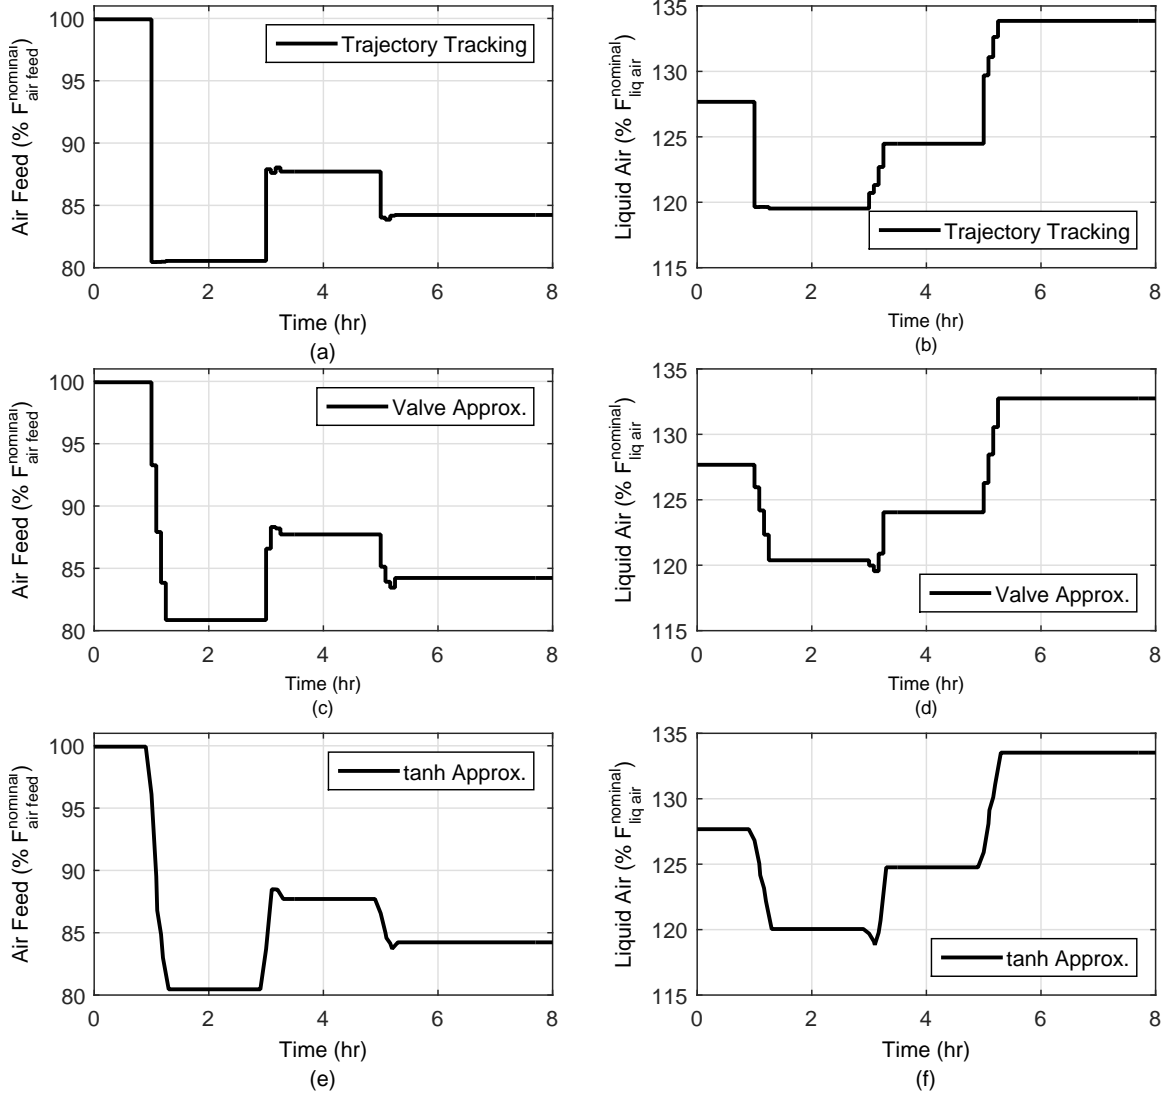 100
95
90
85
80
Air Feed (% F^nominal_air feed)
Trajectory Tracking
0 2 4 6 8
Time (hr)
(a)
135
130
125
120
115
Liquid Air (% F^nominal_liq air)
Trajectory Tracking
0 2 4 6 8
Time (hr)
(b)
100
95
90
85
80
Air Feed (% F^nominal_air feed)
Valve Approx.
0 2 4 6 8
Time (hr)
(c)
135
130
125
120
115
Liquid Air (% F^nominal_liq air)
Valve Approx.
0 2 4 6 8
Time (hr)
(d)
100
95
90
85
80
Air Feed (% F^nominal_air feed)
tanh Approx.
0 2 4 6 8
Time (hr)
(e)
135
130
125
120
115
Liquid Air (% F^nominal_liq air)
tanh Approx.
0 2 4 6 8
Time (hr)
(f)